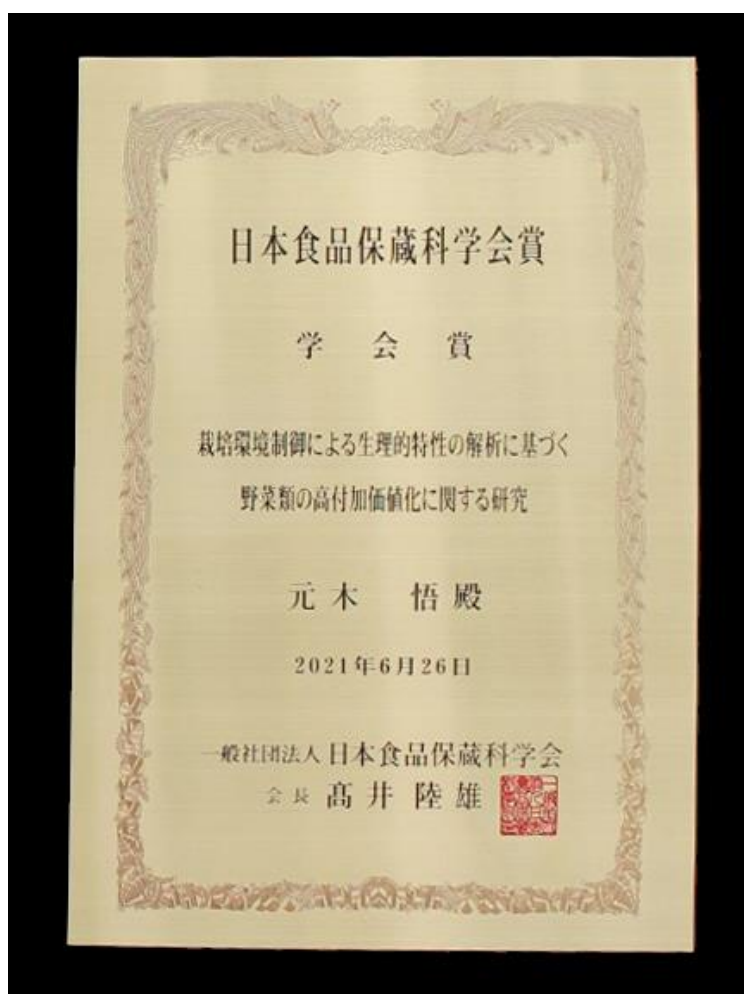 日本食品保蔵科学会賞
学会賞
栽培環境制御による生理的特性の解析に基づく
野菜類の高付加価値化に関する研究
元木 悟殿
2021年6月26日
一般社団法人日本食品保蔵科学会
会長 髙井陸雄